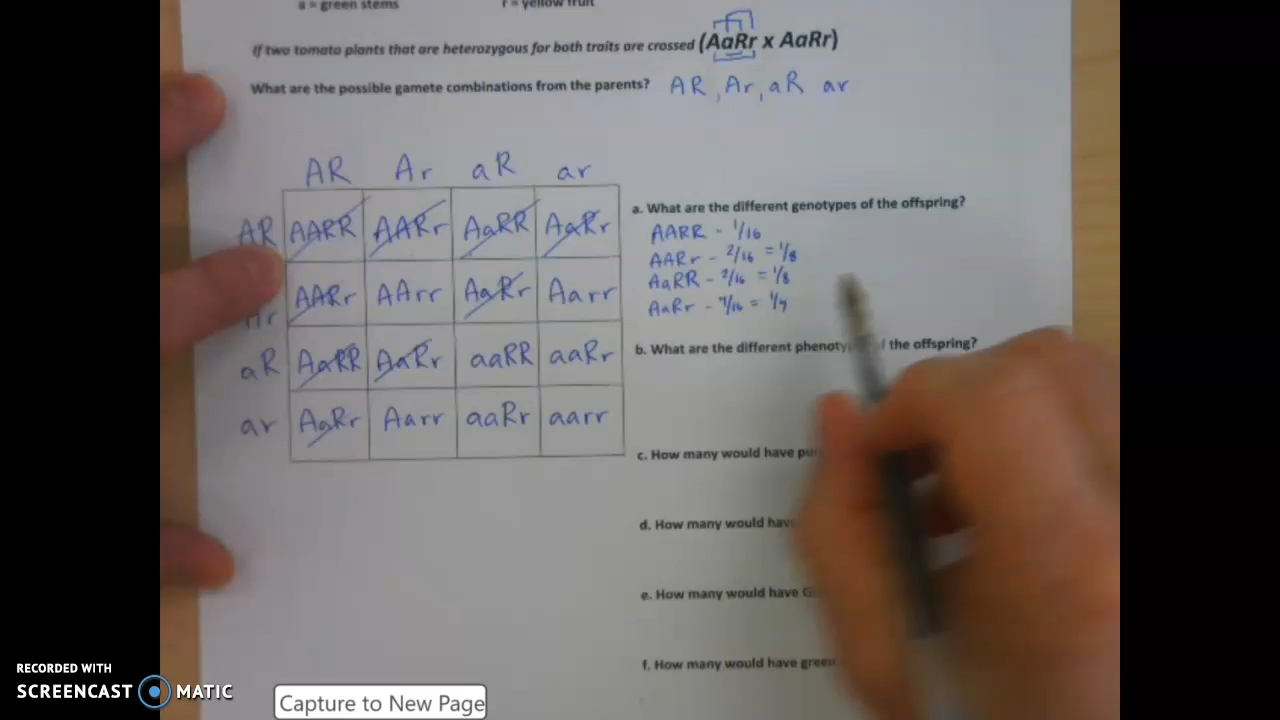 a = green stems r = yellow fruit
If two tomato plants that are heterozygous for both traits are crossed (AaRr x AaRr)
What are the possible gamete combinations from the parents? AR, Ar, aR ar
AR Ar aR ar
AR AARR AARr AaRR AaRr
Ar AARr AArr AaRr Aarr
aR AaRR AaRr aaRR aaRr
ar AaRr Aarr aaRr aarr
a. What are the different genotypes of the offspring?
AARR - 1/16
AARr - 2/16 = 1/8
AaRR - 2/16 = 1/8
AaRr - 4/16 = 1/4
b. What are the different the offspring?
c. How many would have
d. How many would
e. How many would have
f. How many would have green
RECORDED WITH
SCREENCAST MATIC
Capture to New Page